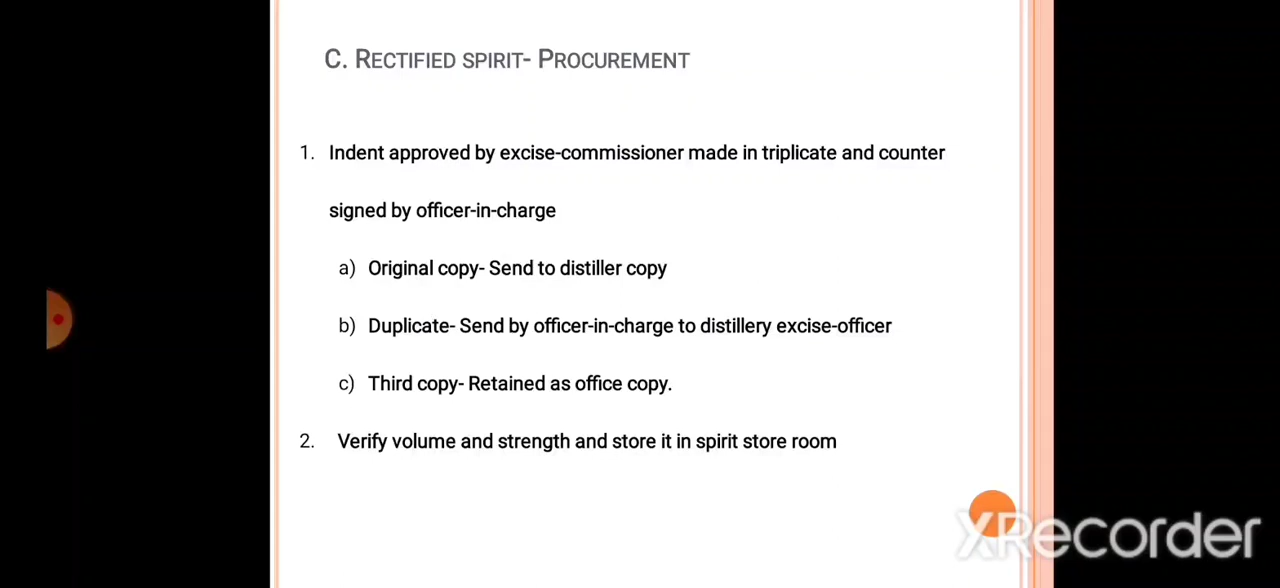 C. RECTIFIED SPIRIT- PROCUREMENT
1. Indent approved by excise-commissioner made in triplicate and counter
signed by officer-in-charge
a) Original copy- Send to distiller copy
b) Duplicate- Send by officer-in-charge to distillery excise-officer
c) Third copy- Retained as office copy.
2. Verify volume and strength and store it in spirit store room
XRecorder